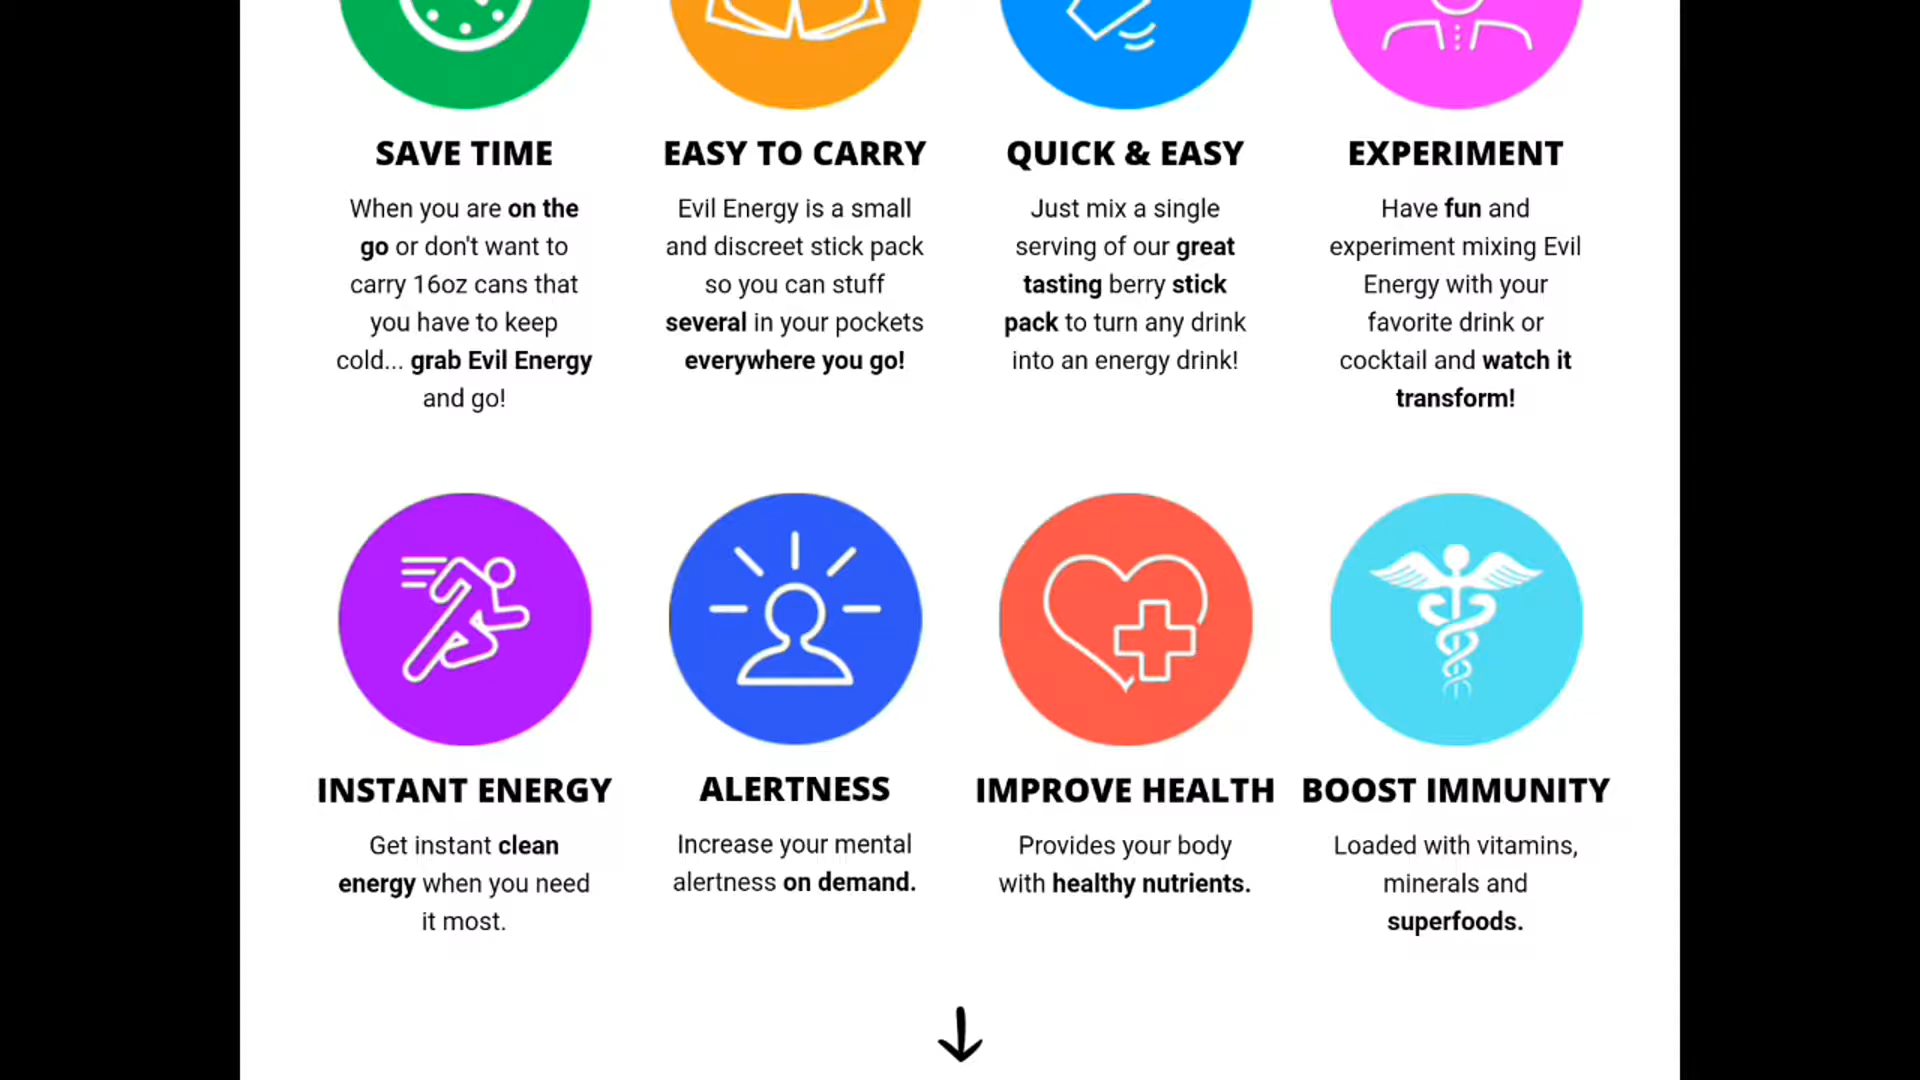 SAVE TIME
When you are on the
go or don't want to
carry 16oz cans that
you have to keep
cold... grab Evil Energy
and go!
EASY TO CARRY
Evil Energy is a small
and discreet stick pack
so you can stuff
several in your pockets
everywhere you go!
QUICK & EASY
Just mix a single
serving of our great
tasting berry stick
pack to turn any drink
into an energy drink!
EXPERIMENT
Have fun and
experiment mixing Evil
Energy with your
favorite drink or
cocktail and watch it
transform!
INSTANT ENERGY
Get instant clean
energy when you need
it most.
ALERTNESS
Increase your mental
alertness on demand.
IMPROVE HEALTH
Provides your body
with healthy nutrients.
BOOST IMMUNITY
Loaded with vitamins,
minerals and
superfoods.